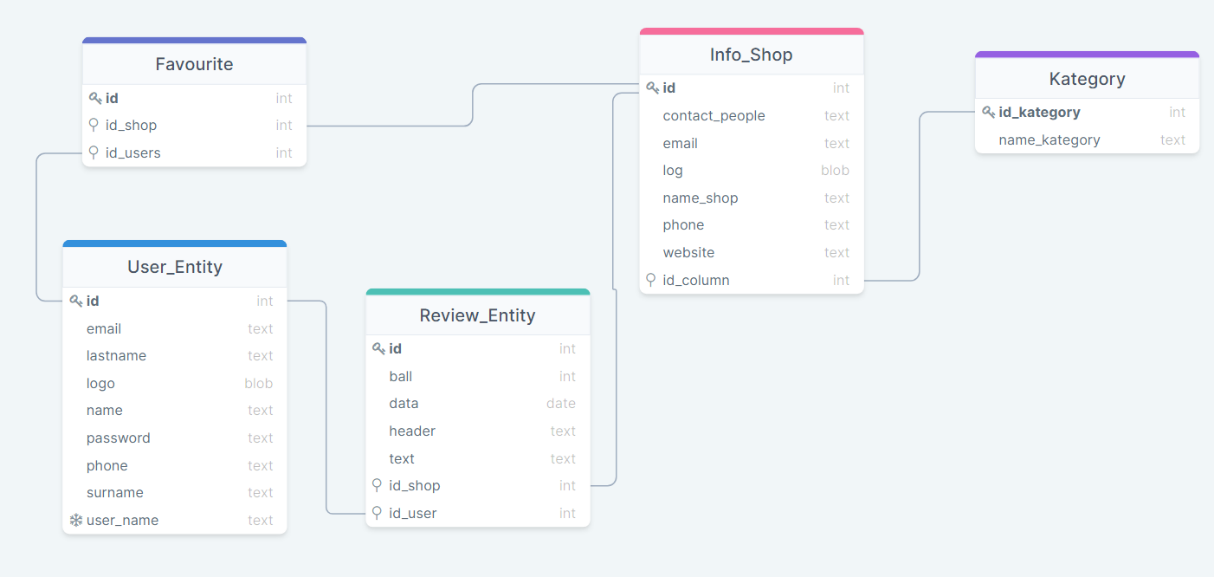 Favourite
id int
id_shop int
id_users int
User_Entity
id int
email text
lastname text
logo blob
name text
password text
phone text
surname text
user_name text
Review_Entity
id int
ball int
data date
header text
text text
id_shop int
id_user int
Info_Shop
id int
contact_people text
email text
log blob
name_shop text
phone text
website text
id_column int
Kategory
id_kategory int
name_kategory text